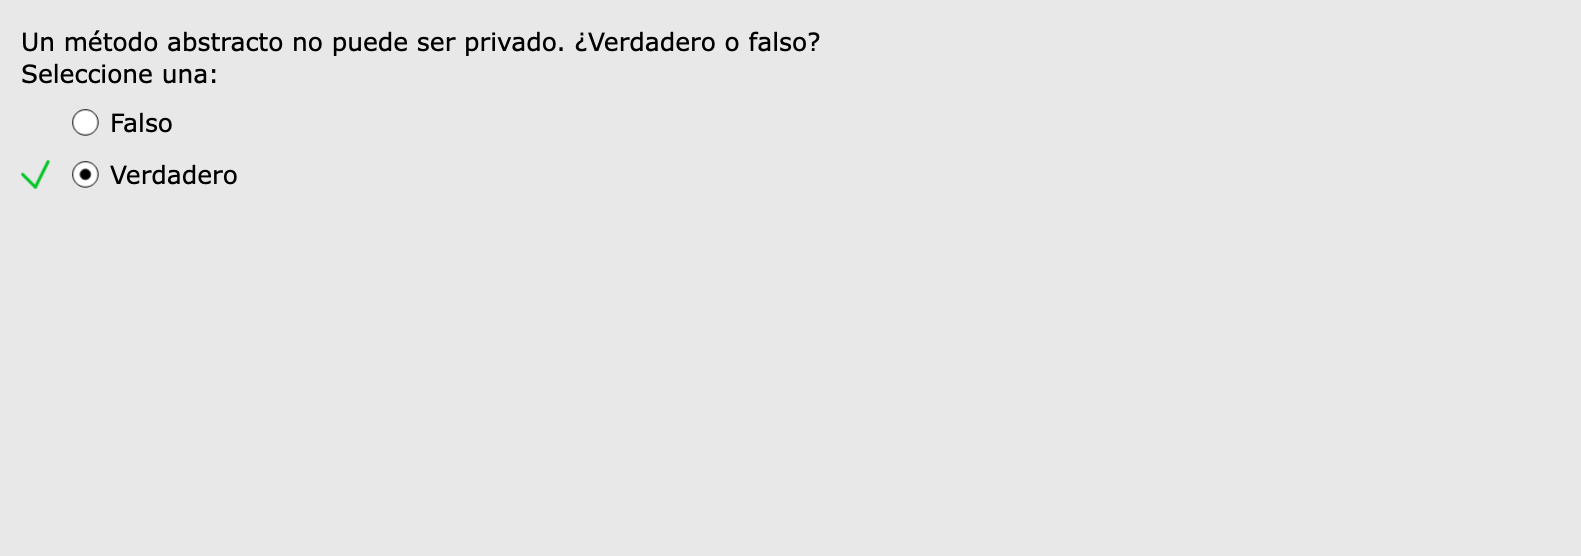 Un método abstracto no puede ser privado. ¿Verdadero o falso?
Seleccione una:
Falso
Verdadero